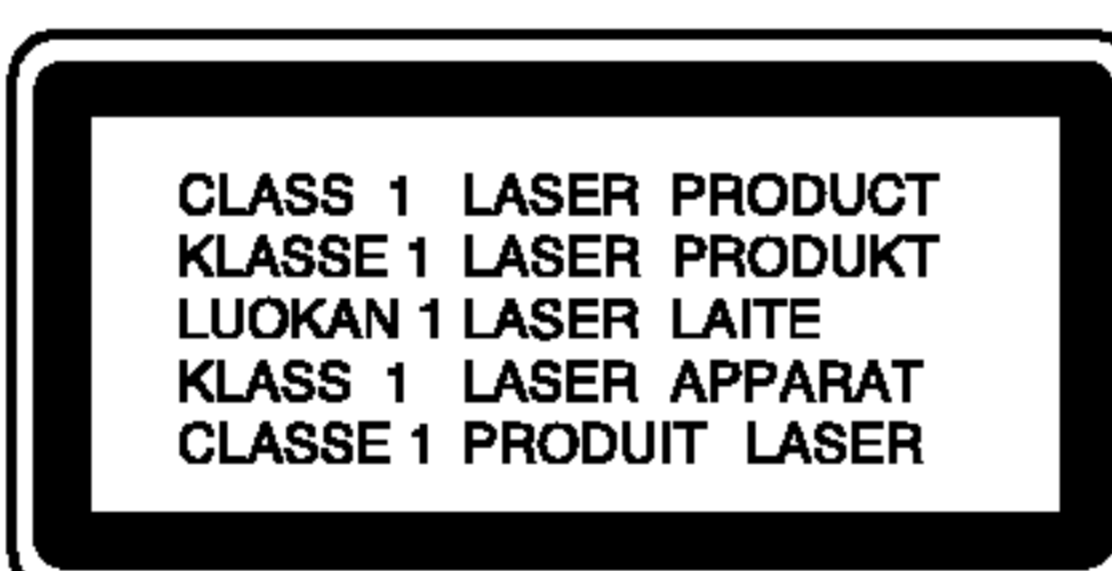 CLASS 1 LASER PRODUCT
KLASSE 1 LASER PRODUKT
LUOKAN 1 LASER LAITE
KLASS 1 LASER APPARAT
CLASSE 1 PRODUIT LASER